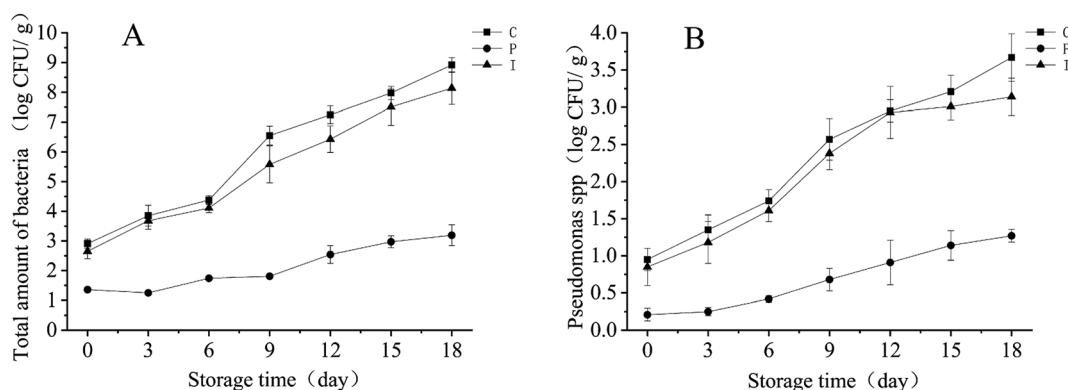 A
C
P
I
10
9
8
7
6
5
4
3
2
1
0
Total amount of bacteria（log CFU/ g）
0 3 6 9 12 15 18
Storage time（day）
B
C
P
I
4.0
3.5
3.0
2.5
2.0
1.5
1.0
0.5
0.0
Pseudomonas spp（log CFU/ g）
0 3 6 9 12 15 18
Storage time（day）